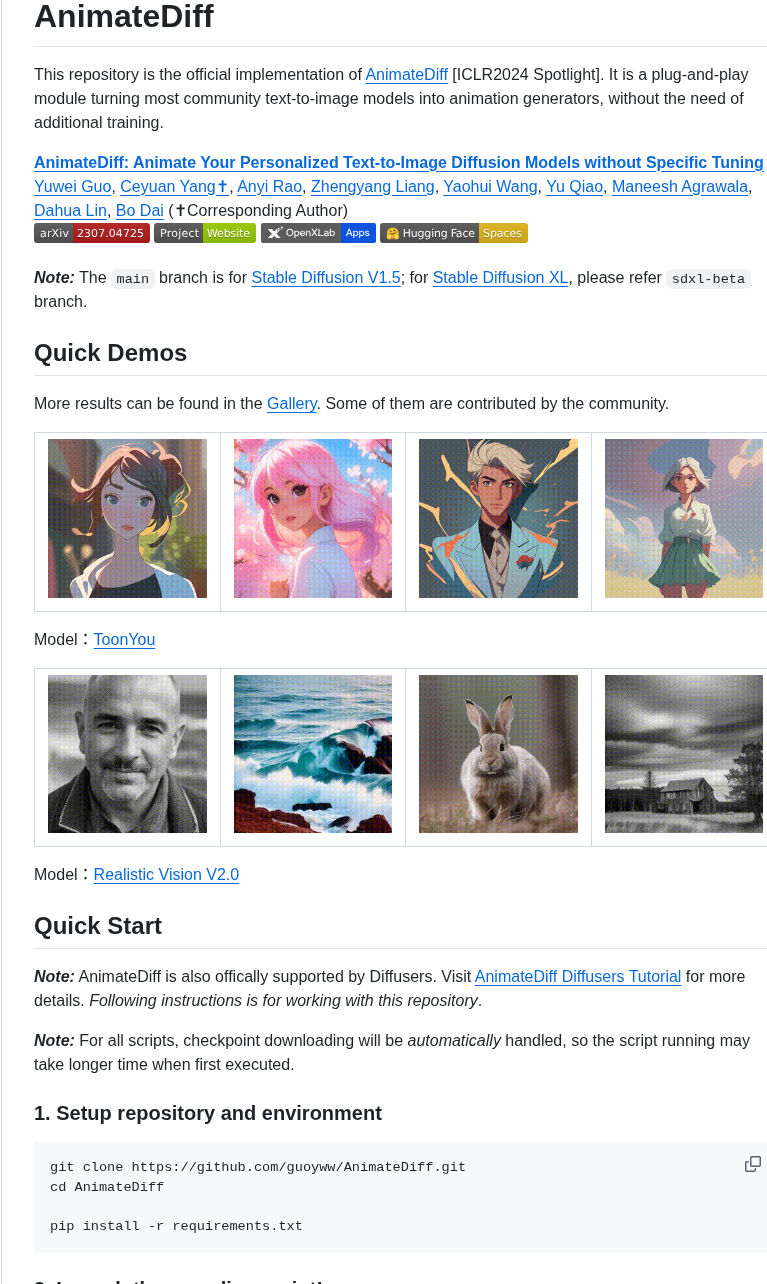 AnimateDiff
This repository is the official implementation of AnimateDiff [ICLR2024 Spotlight]. It is a plug-and-play
module turning most community text-to-image models into animation generators, without the need of
additional training.
AnimateDiff: Animate Your Personalized Text-to-Image Diffusion Models without Specific Tuning
Yuwei Guo, Ceyuan Yang✝, Anyi Rao, Zhengyang Liang, Yaohui Wang, Yu Qiao, Maneesh Agrawala,
Dahua Lin, Bo Dai (✝Corresponding Author)
arXiv 2307.04725 Project Website OpenXLab Apps 🤗 Hugging Face Spaces
Note: The main branch is for Stable Diffusion V1.5; for Stable Diffusion XL, please refer sdxl-beta
branch.
Quick Demos
More results can be found in the Gallery. Some of them are contributed by the community.
Model：ToonYou
Model：Realistic Vision V2.0
Quick Start
Note: AnimateDiff is also offically supported by Diffusers. Visit AnimateDiff Diffusers Tutorial for more
details. Following instructions is for working with this repository.
Note: For all scripts, checkpoint downloading will be automatically handled, so the script running may
take longer time when first executed.
1. Setup repository and environment
git clone https://github.com/guoyww/AnimateDiff.git
cd AnimateDiff
pip install -r requirements.txt